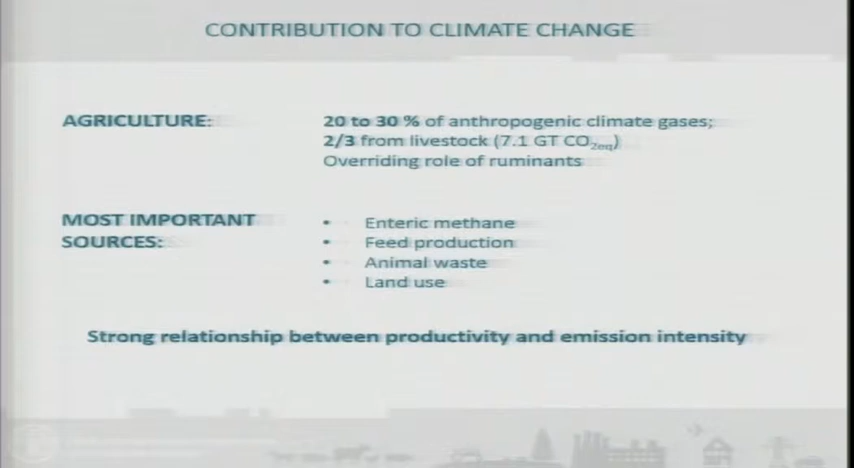 CONTRIBUTION TO CLIMATE CHANGE
AGRICULTURE:
20 to 30 % of anthropogenic climate gases;
2/3 from livestock (7.1 GT CO2eq)
Overriding role of ruminants
MOST IMPORTANT
SOURCES:
• Enteric methane
• Feed production
• Animal waste
• Land use
Strong relationship between productivity and emission intensity